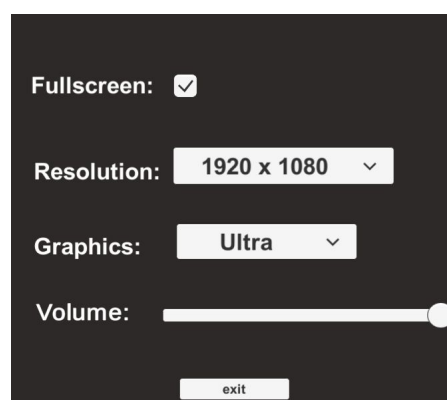 Fullscreen:
Resolution: 1920 x 1080
Graphics: Ultra
Volume:
exit